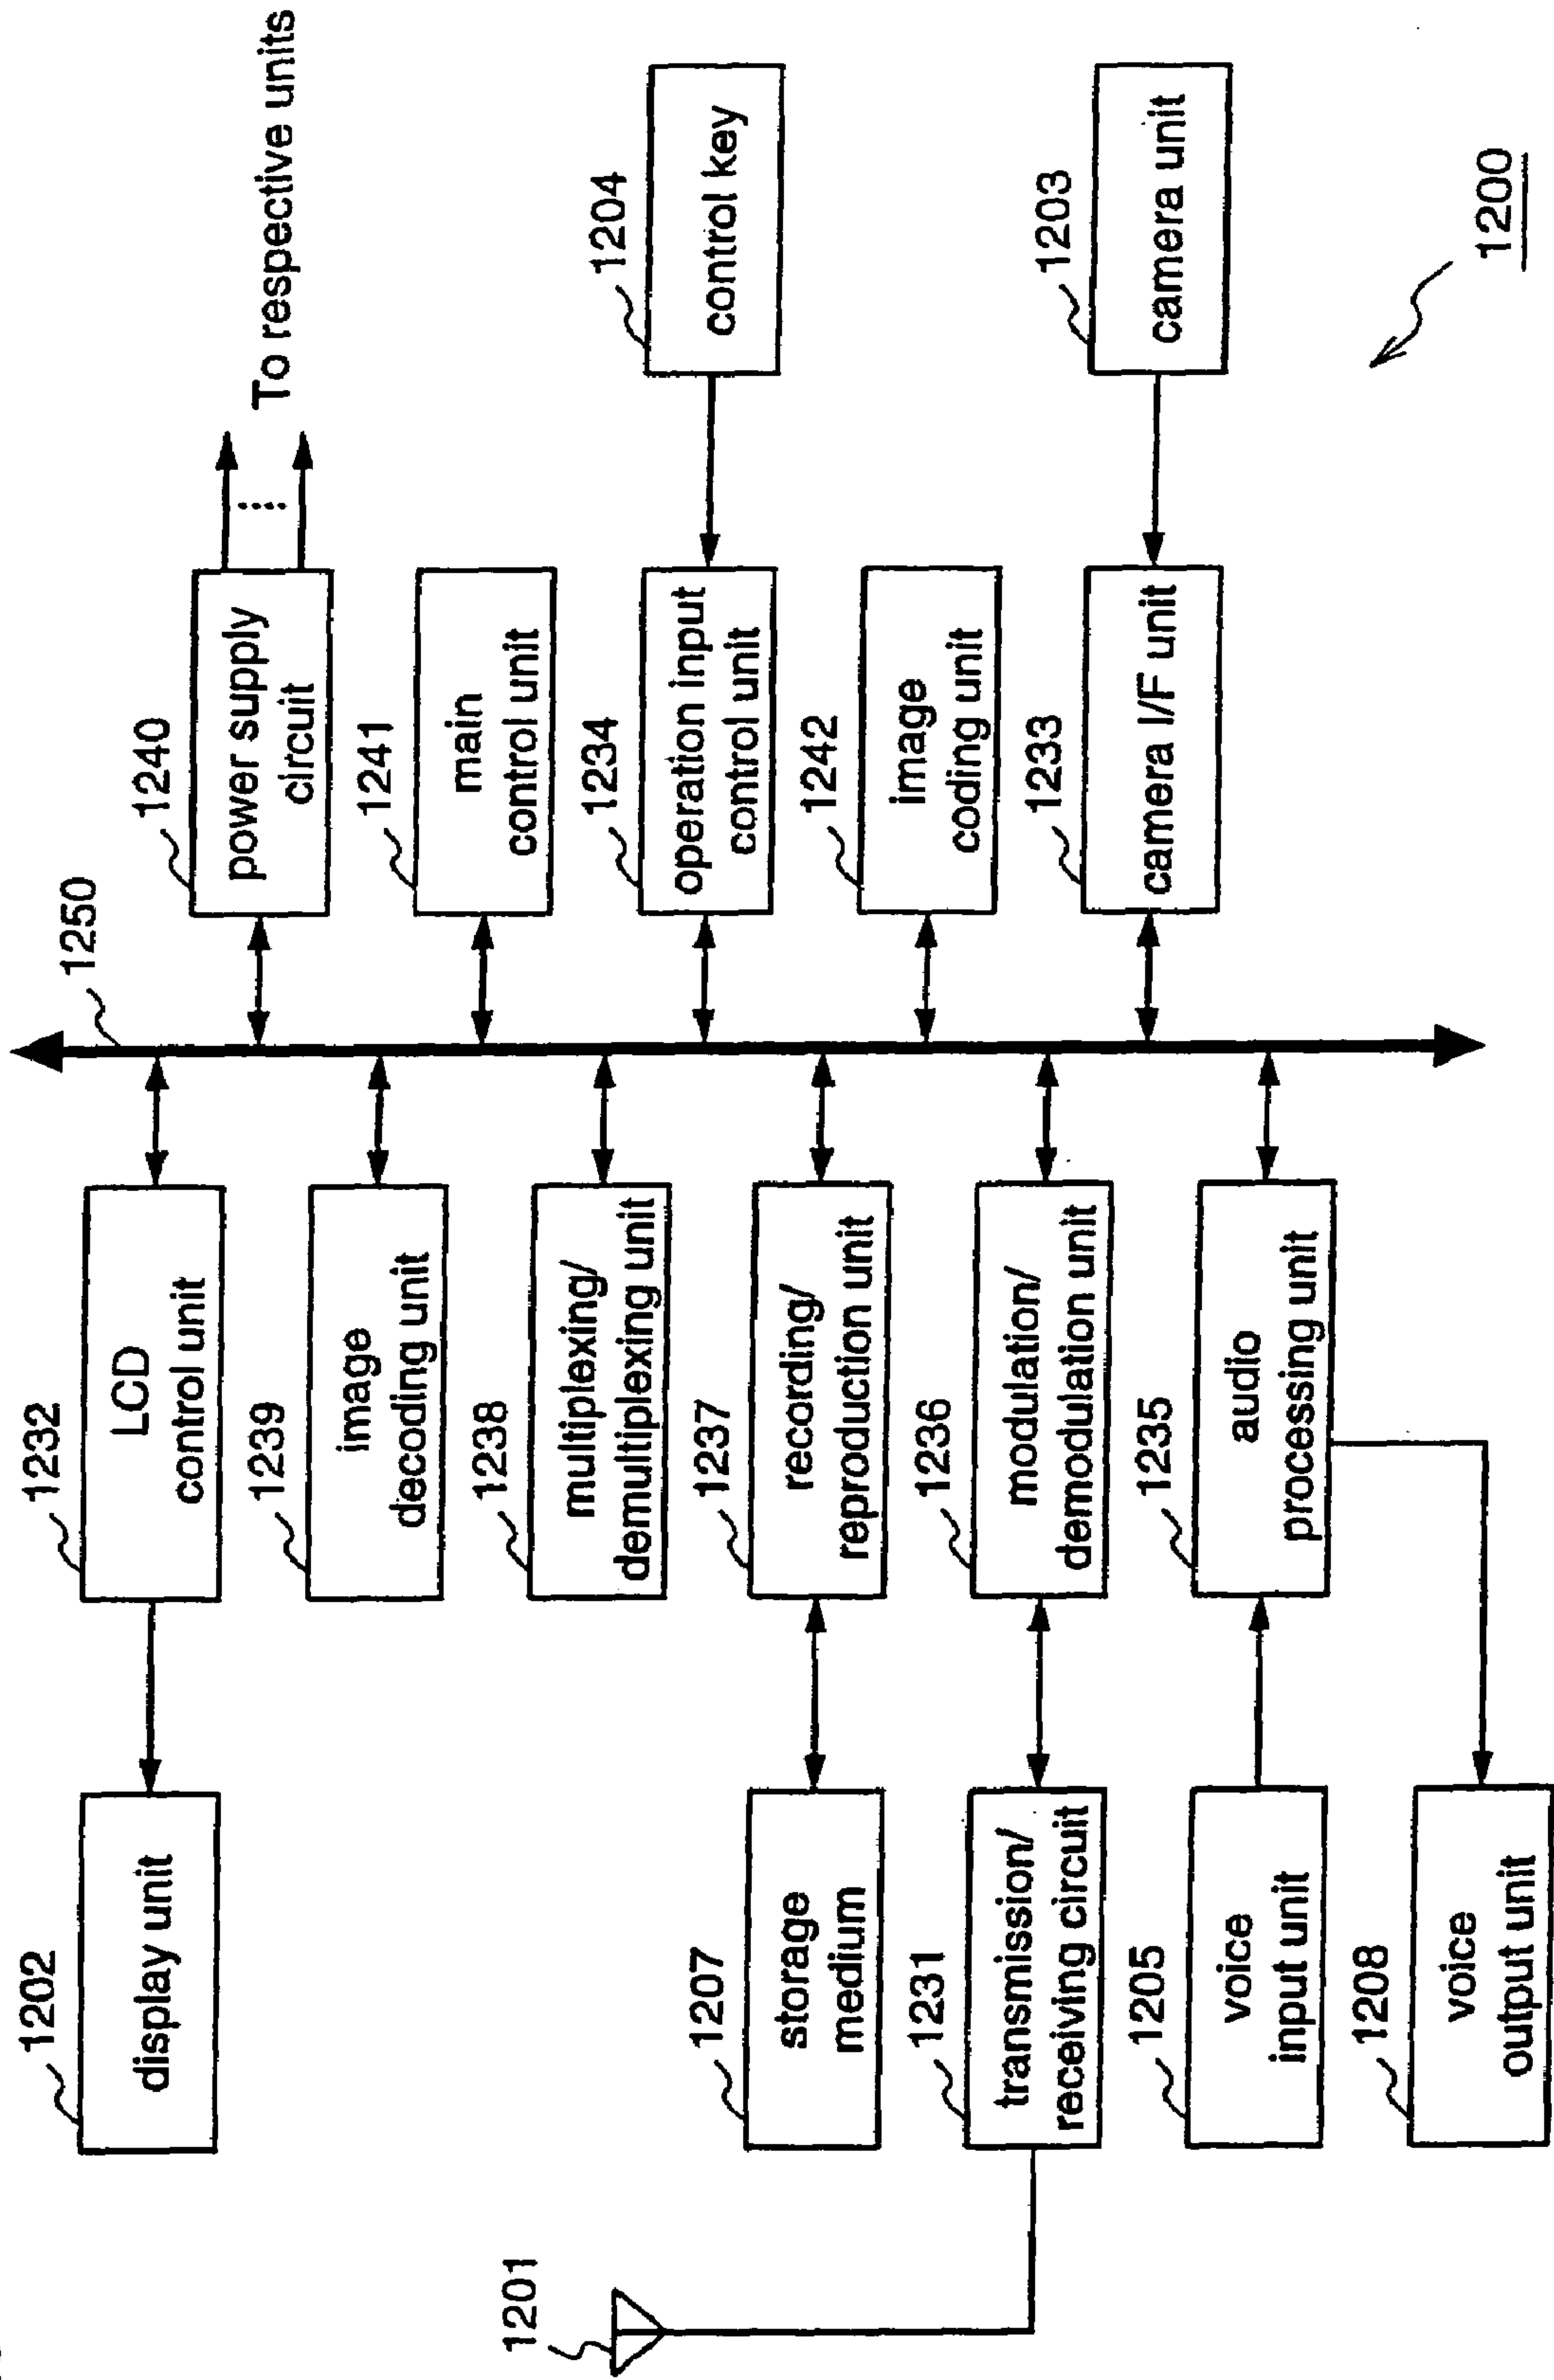 1202
display unit
1232
LCD
control unit
1239
image
decoding unit
1238
multiplexing/
demultiplexing unit
1207
storage
medium
1237
recording/
reproduction unit
1201
1231
transmission/
receiving circuit
1236
modulation/
demodulation unit
1205
voice
input unit
1235
audio
processing unit
1208
voice
output unit
1250
1240
power supply
circuit
To respective units
1241
main
control unit
1234
operation input
control unit
1204
control key
1242
image
coding unit
1233
camera I/F unit
1203
camera unit
1200